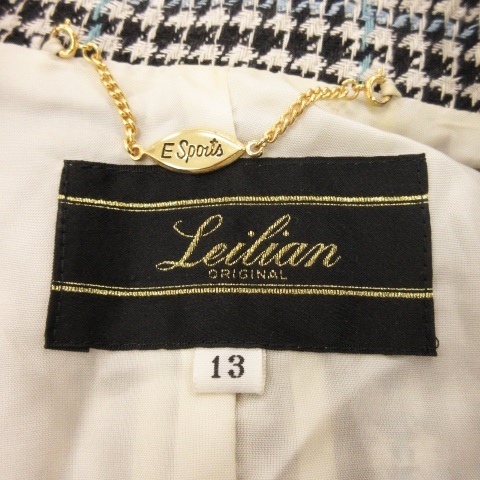 E Sports
Leilian
ORIGINAL
13